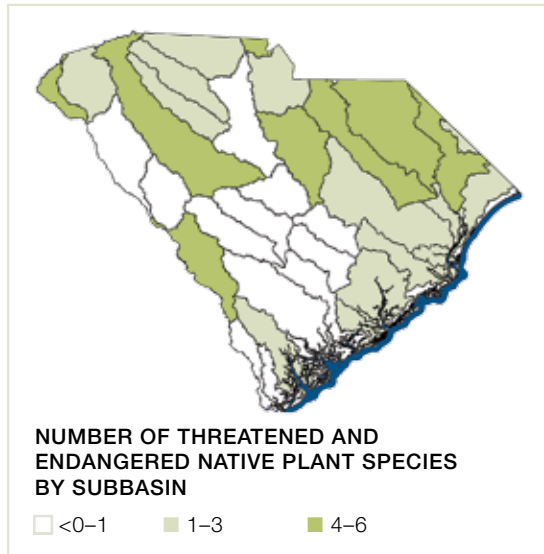 NUMBER OF THREATENED AND
ENDANGERED NATIVE PLANT SPECIES
BY SUBBASIN
<0–1 1–3 4–6